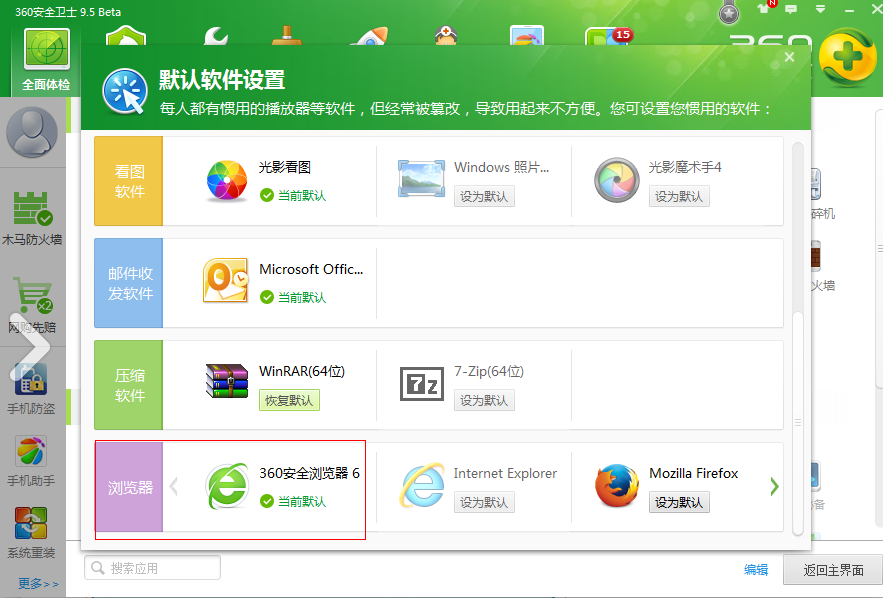 360安全卫士 9.5 Beta
N
15
360
全面体检
默认软件设置
每人都有惯用的播放器等软件，但经常被篡改，导致用起来不方便。您可设置您惯用的软件：
看图
软件
光影看图
当前默认
Windows 照片...
设为默认
光影魔术手4
设为默认
碎机
木马防火墙
邮件收
发软件
Microsoft Offic...
当前默认
火墙
x2
网购先赔
压缩
软件
WinRAR(64位)
恢复默认
7z
7-Zip(64位)
设为默认
手机防盗
浏览器
360安全浏览器 6
当前默认
Internet Explorer
设为默认
Mozilla Firefox
设为默认
手机助手
备
系统重装
更多>>
搜索应用
编辑
返回主界面